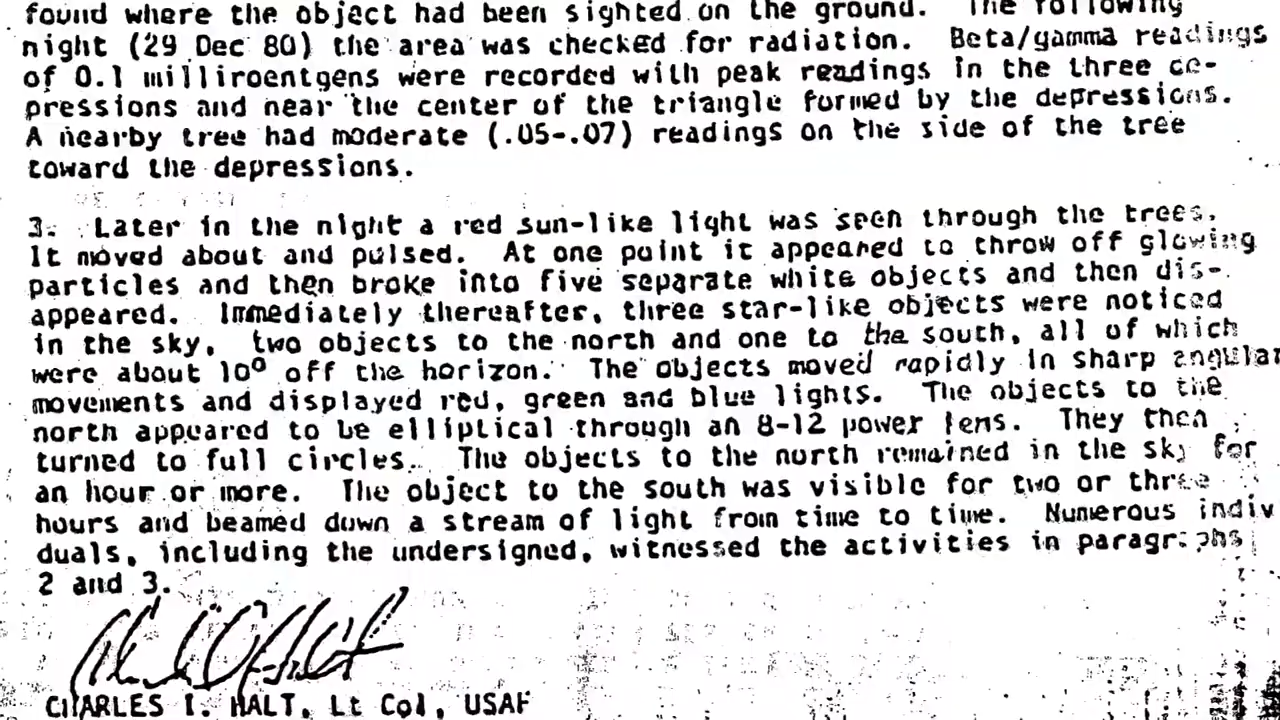 found where the object had been sighted on the ground. The following
night (29 Dec 80) the area was checked for radiation. Beta/gamma readings
of 0.1 milliroentgens were recorded with peak readings in the three de-
pressions and near the center of the triangle formed by the depressions.
A nearby tree had moderate (.05-.07) readings on the side of the tree
toward the depressions.
3. Later in the night a red sun-like light was seen through the trees.
It moved about and pulsed. At one point it appeared to throw off glowing
particles and then broke into five separate white objects and then dis-
appeared. Immediately thereafter, three star-like objects were noticed
in the sky, two objects to the north and one to the south, all of which
were about 10° off the horizon. The objects moved rapidly in sharp angular
movements and displayed red, green and blue lights. The objects to the
north appeared to be elliptical through an 8-12 power lens. They then
turned to full circles. The objects to the north remained in the sky for
an hour or more. The object to the south was visible for two or three
hours and beamed down a stream of light from time to time. Numerous indiv
duals, including the undersigned, witnessed the activities in paragraphs
2 and 3.
CHARLES I. HALT, Lt Col, USAF